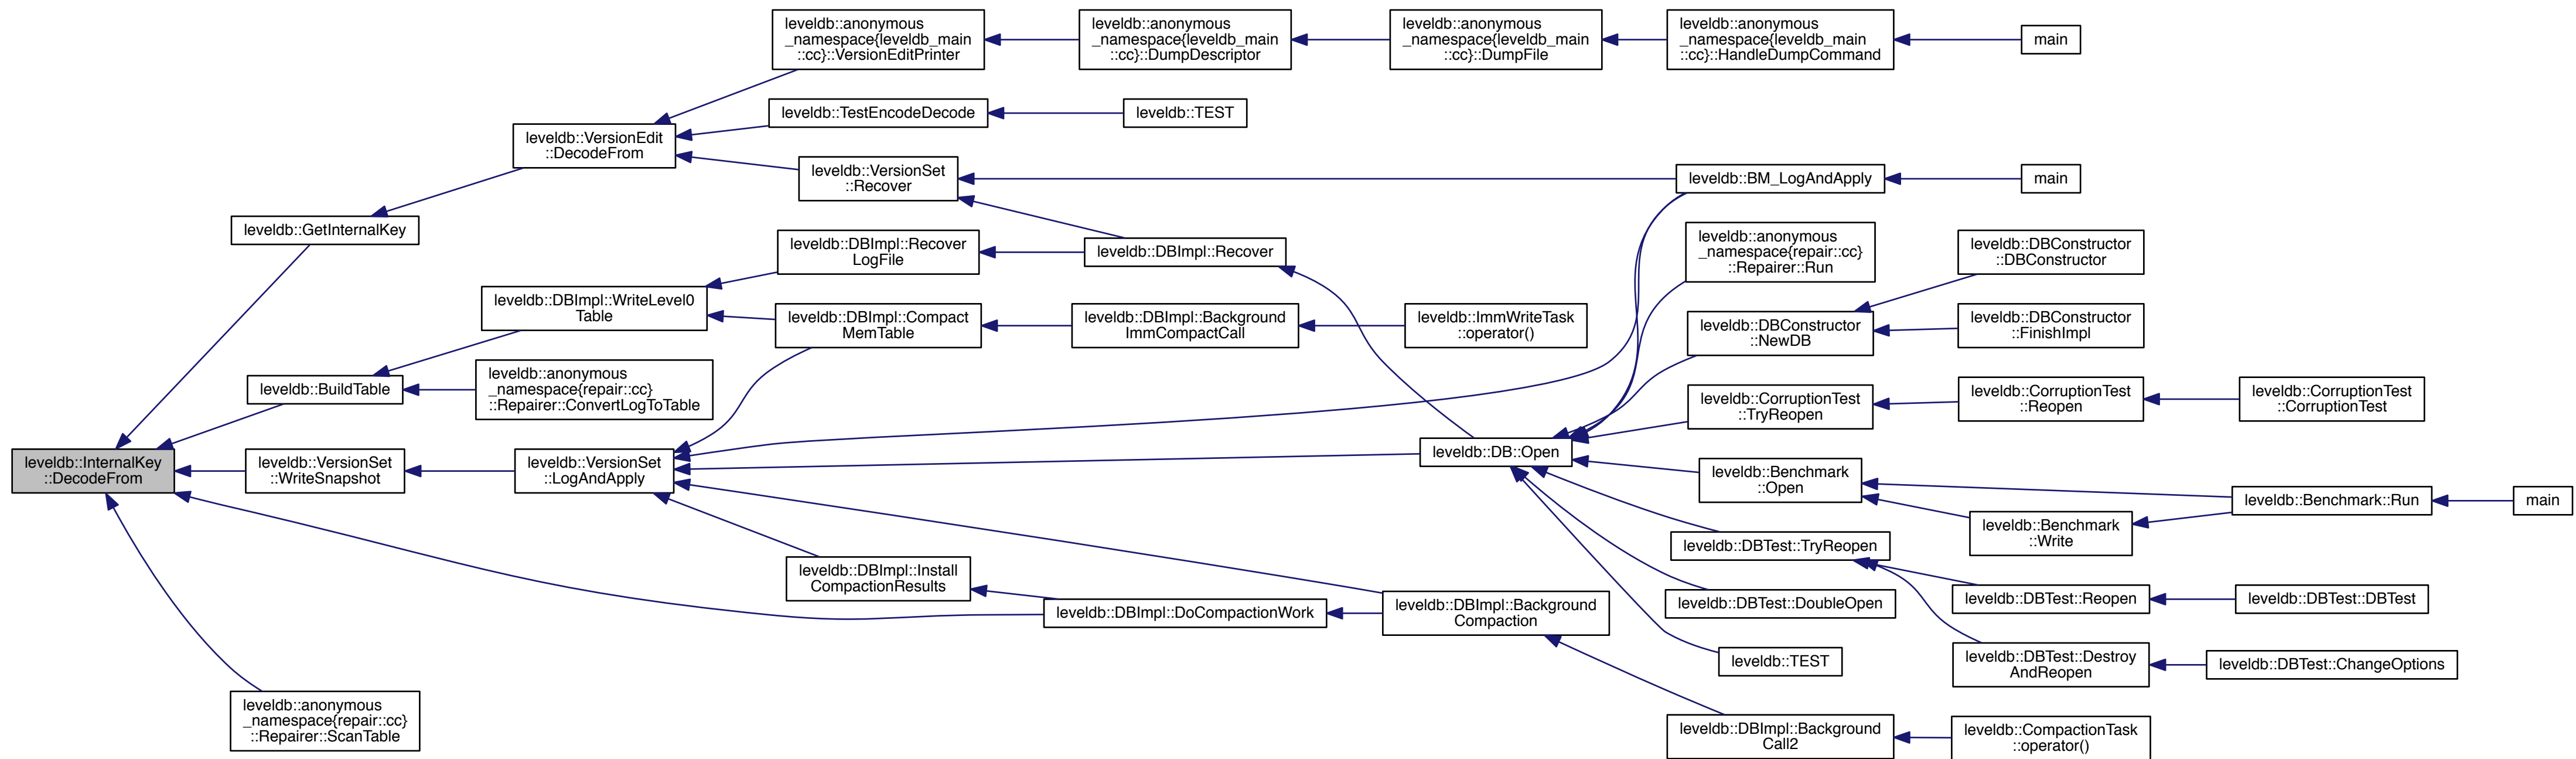 leveldb::InternalKey
::DecodeFrom
leveldb::GetInternalKey
leveldb::BuildTable
leveldb::VersionSet
::WriteSnapshot
leveldb::anonymous
_namespace{repair::cc}
::Repairer::ScanTable
leveldb::VersionEdit
::DecodeFrom
leveldb::DBImpl::WriteLevel0
Table
leveldb::anonymous
_namespace{repair::cc}
::Repairer::ConvertLogToTable
leveldb::VersionSet
::LogAndApply
leveldb::anonymous
_namespace{leveldb_main
::cc}::VersionEditPrinter
leveldb::TestEncodeDecode
leveldb::VersionSet
::Recover
leveldb::DBImpl::Recover
LogFile
leveldb::DBImpl::Compact
MemTable
leveldb::DBImpl::Install
CompactionResults
leveldb::anonymous
_namespace{leveldb_main
::cc}::DumpDescriptor
leveldb::TEST
leveldb::DBImpl::Recover
leveldb::DBImpl::Background
ImmCompactCall
leveldb::DBImpl::DoCompactionWork
leveldb::anonymous
_namespace{leveldb_main
::cc}::DumpFile
leveldb::ImmWriteTask
::operator()
leveldb::DB::Open
leveldb::DBImpl::Background
Compaction
leveldb::anonymous
_namespace{leveldb_main
::cc}::HandleDumpCommand
leveldb::BM_LogAndApply
leveldb::anonymous
_namespace{repair::cc}
::Repairer::Run
leveldb::DBConstructor
::NewDB
leveldb::CorruptionTest
::TryReopen
leveldb::Benchmark
::Open
leveldb::DBTest::TryReopen
leveldb::DBTest::DoubleOpen
leveldb::TEST
leveldb::DBImpl::Background
Call2
main
main
leveldb::DBConstructor
::DBConstructor
leveldb::DBConstructor
::FinishImpl
leveldb::CorruptionTest
::Reopen
leveldb::Benchmark
::Write
leveldb::DBTest::Reopen
leveldb::DBTest::Destroy
AndReopen
leveldb::CompactionTask
::operator()
leveldb::CorruptionTest
::CorruptionTest
leveldb::Benchmark::Run
leveldb::DBTest::DBTest
leveldb::DBTest::ChangeOptions
main